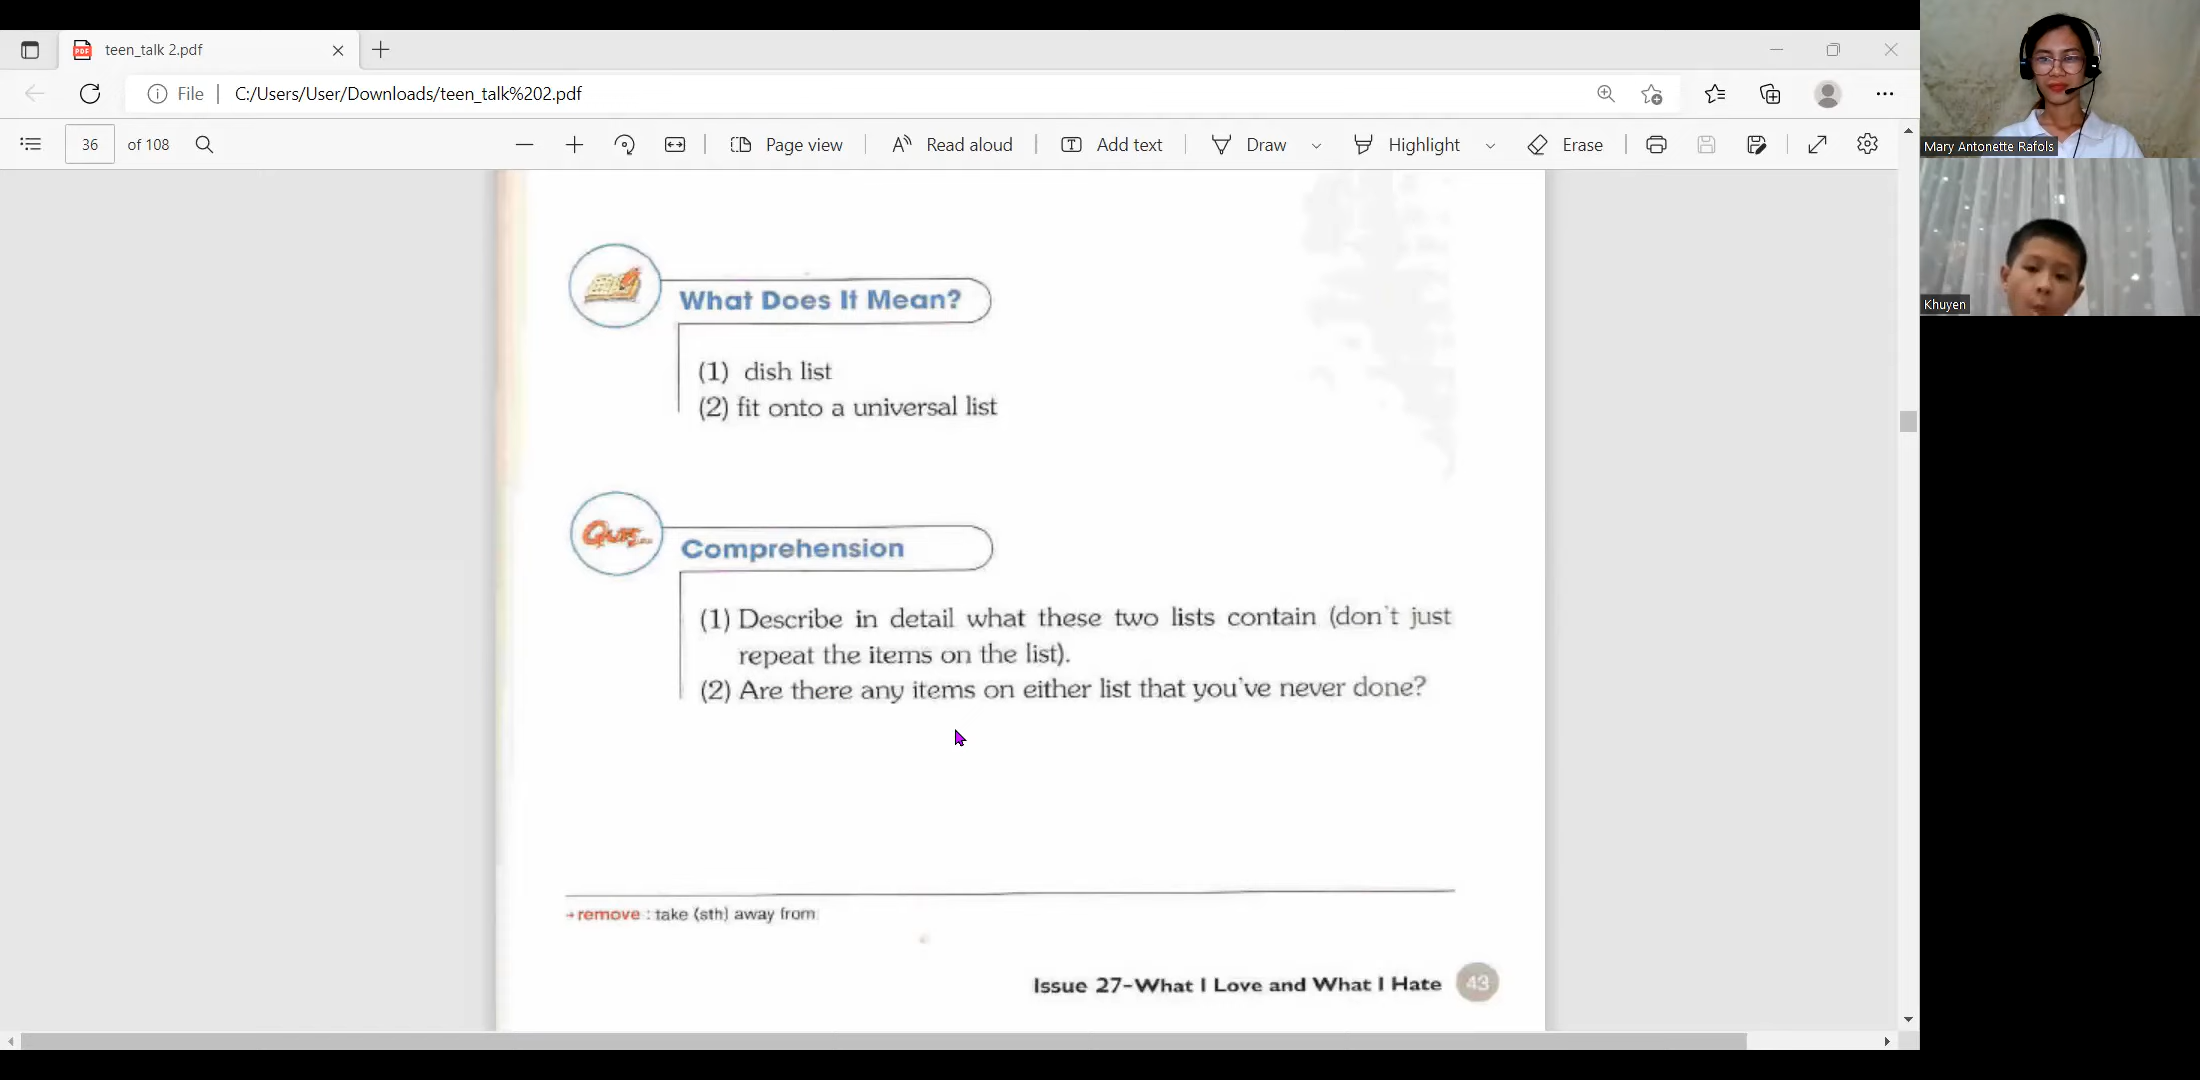 teen_talk 2.pdf
File
C:/Users/User/Downloads/teen_talk%202.pdf
36 of 108
Page view
Read aloud
Add text
Draw
Highlight
Erase
Mary Antonette Rafols
Khuyen
What Does It Mean?
(1) dish list
(2) fit onto a universal list
Quiz...
Comprehension
(1) Describe in detail what these two lists contain (don't just
repeat the items on the list).
(2) Are there any items on either list that you've never done?
→remove : take (sth) away from
Issue 27–What I Love and What I Hate 43